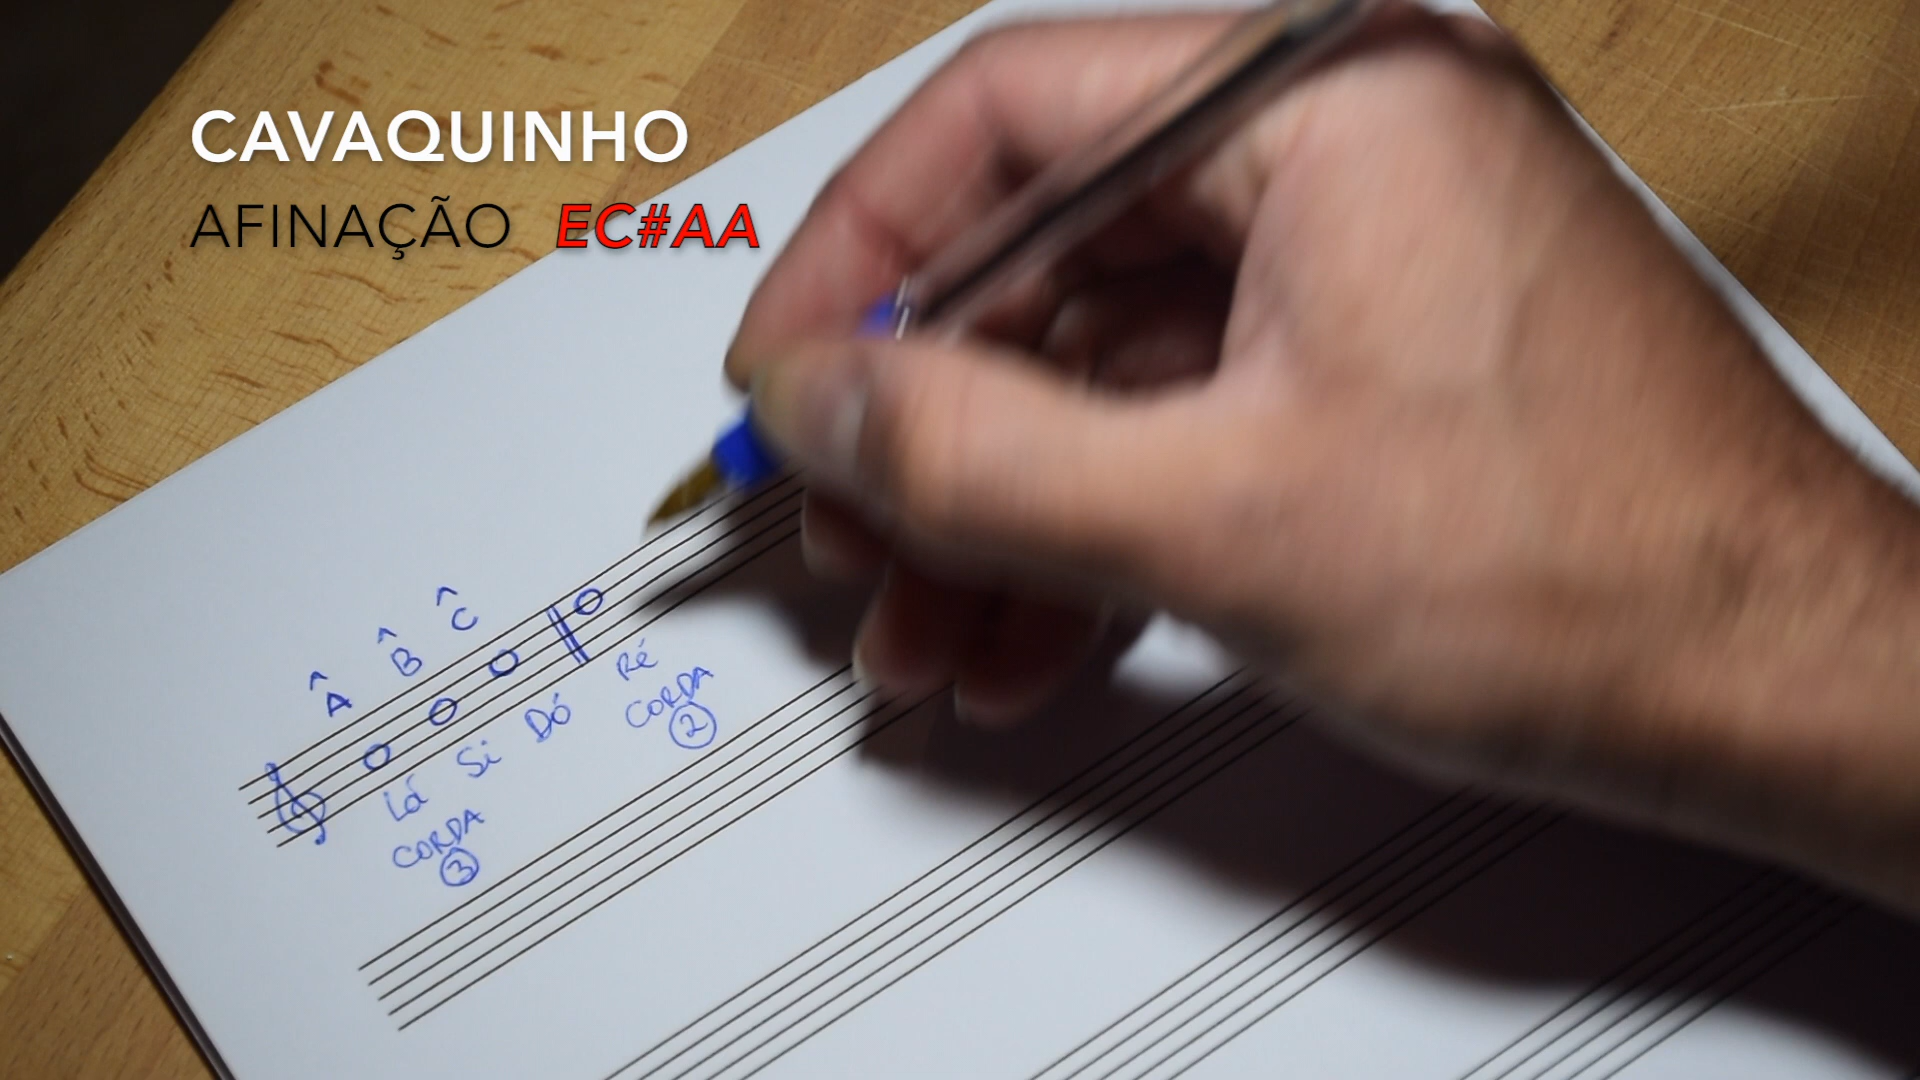 CAVAQUINHO
AFINAÇÃO EC#AA
A B C
Lá Si Dó Ré
CORDA ③ CORDA ②